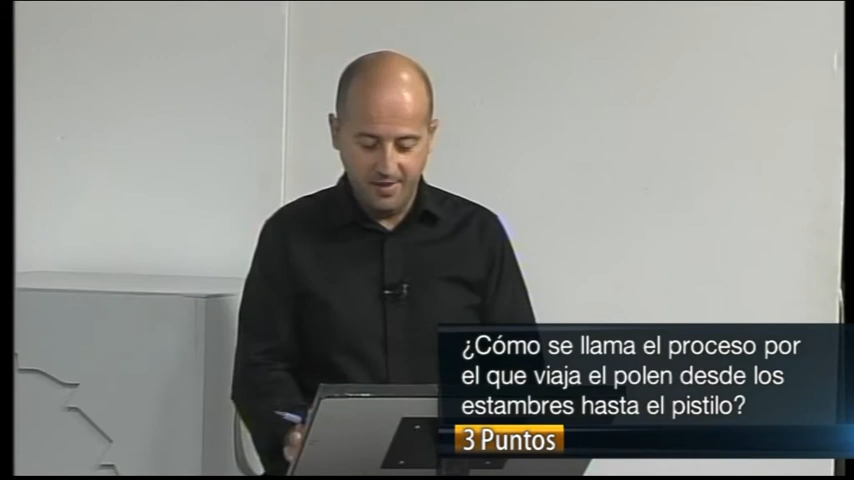 ¿Cómo se llama el proceso por
el que viaja el polen desde los
estambres hasta el pistilo?
3 Puntos